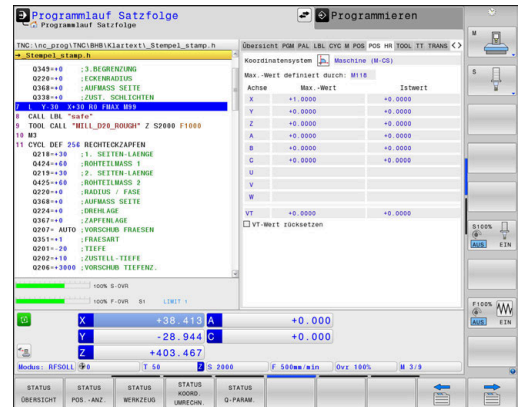 Programmlauf Satzfolge
Programmlauf Satzfolge
Programmieren
TNC:\nc_prog\TNC\BHB\Klartext\_Stempel_stamp.h
→_Stempel_stamp.h
Q349=+0 ;3.BEGRENZUNG
Q220=+0 ;ECKENRADIUS
Q368=+0 ;AUFMASS SEITE
Q338=+0 ;ZUST. SCHLICHTEN
7 L Y-30 X+30 R0 FMAX M99
8 CALL LBL "safe"
9 TOOL CALL "MILL_D20_ROUGH" Z S2000 F1000
10 M3
11 CYCL DEF 256 RECHTECKZAPFEN
Q218=+30 ;1. SEITEN-LAENGE
Q424=+60 ;ROHTEILMASS 1
Q219=+30 ;2. SEITEN-LAENGE
Q425=+60 ;ROHTEILMASS 2
Q220=+0 ;RADIUS / FASE
Q368=+0 ;AUFMASS SEITE
Q224=+0 ;DREHLAGE
Q367=+0 ;ZAPFENLAGE
Q207= AUTO ;VORSCHUB FRAESEN
Q351=+1 ;FRAESART
Q201=-20 ;TIEFE
Q202=+10 ;ZUSTELL-TIEFE
Q206=+3000 ;VORSCHUB TIEFENZ.
Übersicht PGM PAL LBL CYC M POS POS HR TOOL TT TRANS
Koordinatensystem Maschine (M-CS)
Max.-Wert definiert durch: M118
Achse Max.-Wert Istwert
X +1.0000 +0.0000
Y +0.0000 +0.0000
Z +0.0000 +0.0000
A +0.0000 +0.0000
B +0.0000 +0.0000
C +0.0000 +0.0000
U
V
W
VT +0.0000 +0.0000
VT-Wert rücksetzen
100% S-OVR
100% F-OVR S1 LIMIT 1
X +38.413 A +0.000
Y -28.944 C +0.000
Z +403.467
Modus: RFSOLL 0 T 50 Z S 2000 F 500mm/min Ovr 100% M 3/9
M
S
S100%
AUS EIN
F100%
AUS EIN
STATUS ÜBERSICHT
STATUS POS.-ANZ.
STATUS WERKZEUG
STATUS KOORD. UMRECHN.
STATUS Q-PARAM.